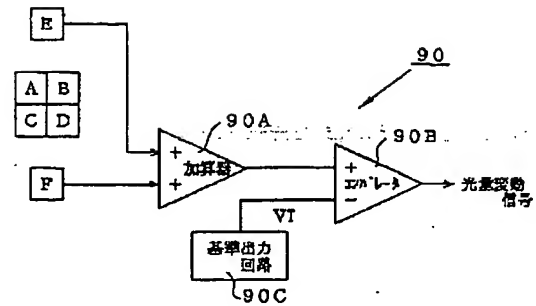 E
90
A B
C D
90A
90B
+
加算器
+
F
+
コンパレータ
−
光量変動
信号
VT
基準出力
回路
90C